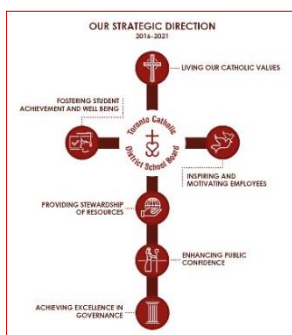 OUR STRATEGIC DIRECTION
2016-2021
LIVING OUR CATHOLIC VALUES
FOSTERING STUDENT
ACHIEVEMENT AND WELL BEING
Toronto Catholic
District School Board
INSPIRING AND
MOTIVATING EMPLOYEES
PROVIDING STEWARDSHIP
OF RESOURCES
ENHANCING PUBLIC
CONFIDENCE
ACHIEVING EXCELLENCE IN
GOVERNANCE